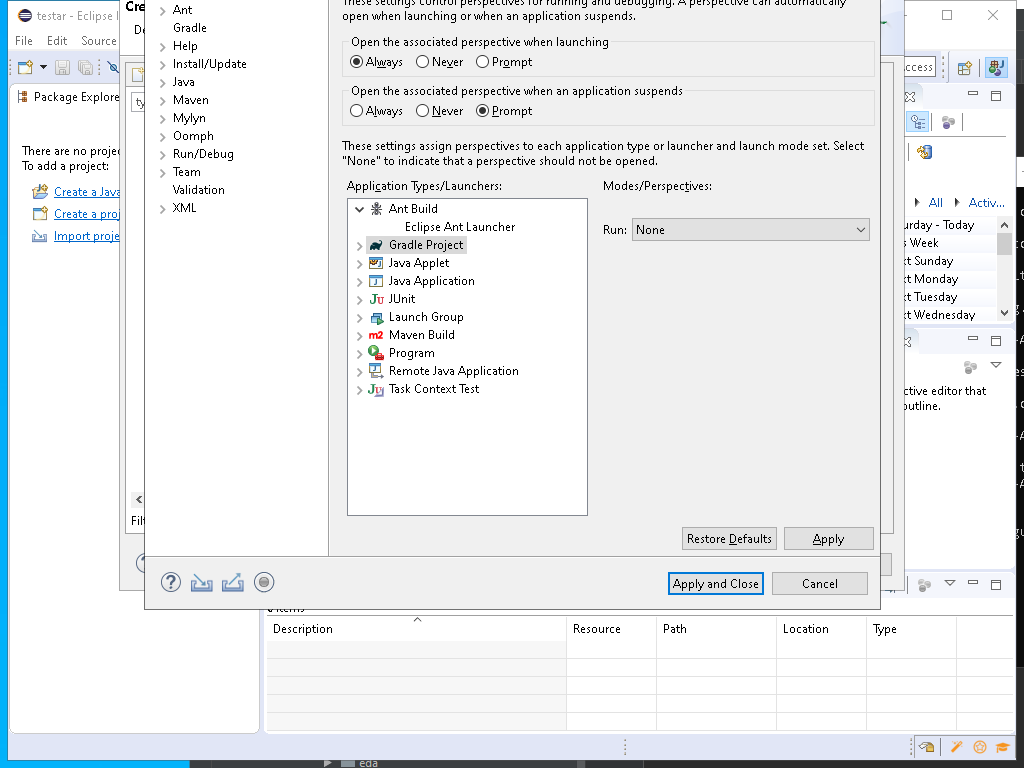 testar - Eclipse I
File Edit Source
Package Explore
There are no projec
To add a project:
Create a Java
Create a proj
Import proje
Cre
De
ty
Filt
Ant
Gradle
Help
Install/Update
Java
Maven
Mylyn
Oomph
Run/Debug
Team
Validation
XML
These settings control perspectives for running and debugging. A perspective can automatically
open when launching or when an application suspends.
Open the associated perspective when launching
Always Never Prompt
Open the associated perspective when an application suspends
Always Never Prompt
These settings assign perspectives to each application type or launcher and launch mode set. Select
"None" to indicate that a perspective should not be opened.
Application Types/Launchers:
Modes/Perspectives:
Ant Build
Eclipse Ant Launcher
Gradle Project
Java Applet
Java Application
JUnit
Launch Group
Maven Build
Program
Remote Java Application
Task Context Test
Run: None
Restore Defaults Apply
Apply and Close Cancel
ccess
All Activ...
urday - Today
s Week
xt Sunday
xt Monday
xt Tuesday
xt Wednesday
ctive editor that
outline.
0 items
Description Resource Path Location Type
eda